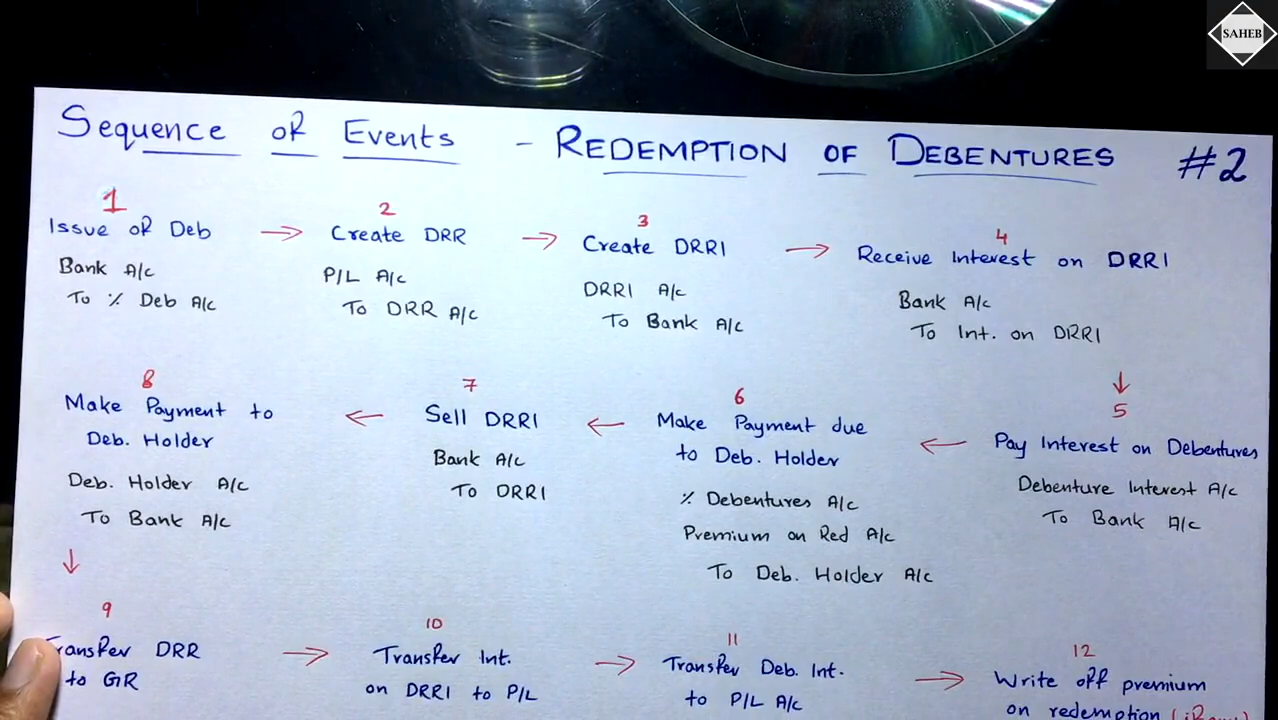 SAHEB
Sequence of Events - REDEMPTION OF DEBENTURES #2
1
Issue of Deb
Bank A/c
To % Deb A/c
2
Create DRR
P/L A/c
To DRR A/c
3
Create DRRI
DRRI A/c
To Bank A/c
4
Receive Interest on DRRI
Bank A/c
To Int. on DRRI
5
Pay Interest on Debentures
Debenture Interest A/c
To Bank A/c
6
Make Payment due
to Deb. Holder
% Debentures A/c
Premium on Red A/c
To Deb. Holder A/c
7
Sell DRRI
Bank A/c
To DRRI
8
Make Payment to
Deb. Holder
Deb. Holder A/c
To Bank A/c
9
Transfer DRR
to GR
10
Transfer Int.
on DRRI to P/L
11
Transfer Deb. Int.
to P/L A/c
12
Write off premium
on redemption